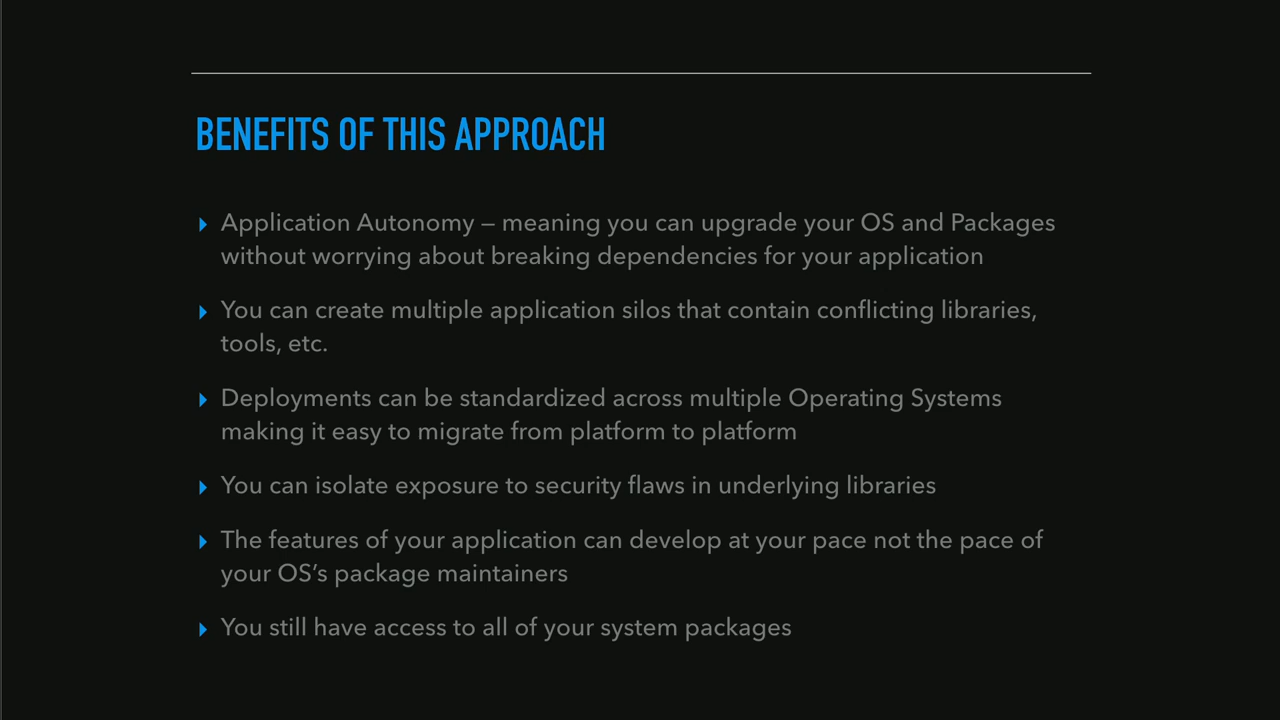 BENEFITS OF THIS APPROACH
Application Autonomy – meaning you can upgrade your OS and Packages
without worrying about breaking dependencies for your application
You can create multiple application silos that contain conflicting libraries,
tools, etc.
Deployments can be standardized across multiple Operating Systems
making it easy to migrate from platform to platform
You can isolate exposure to security flaws in underlying libraries
The features of your application can develop at your pace not the pace of
your OS’s package maintainers
You still have access to all of your system packages